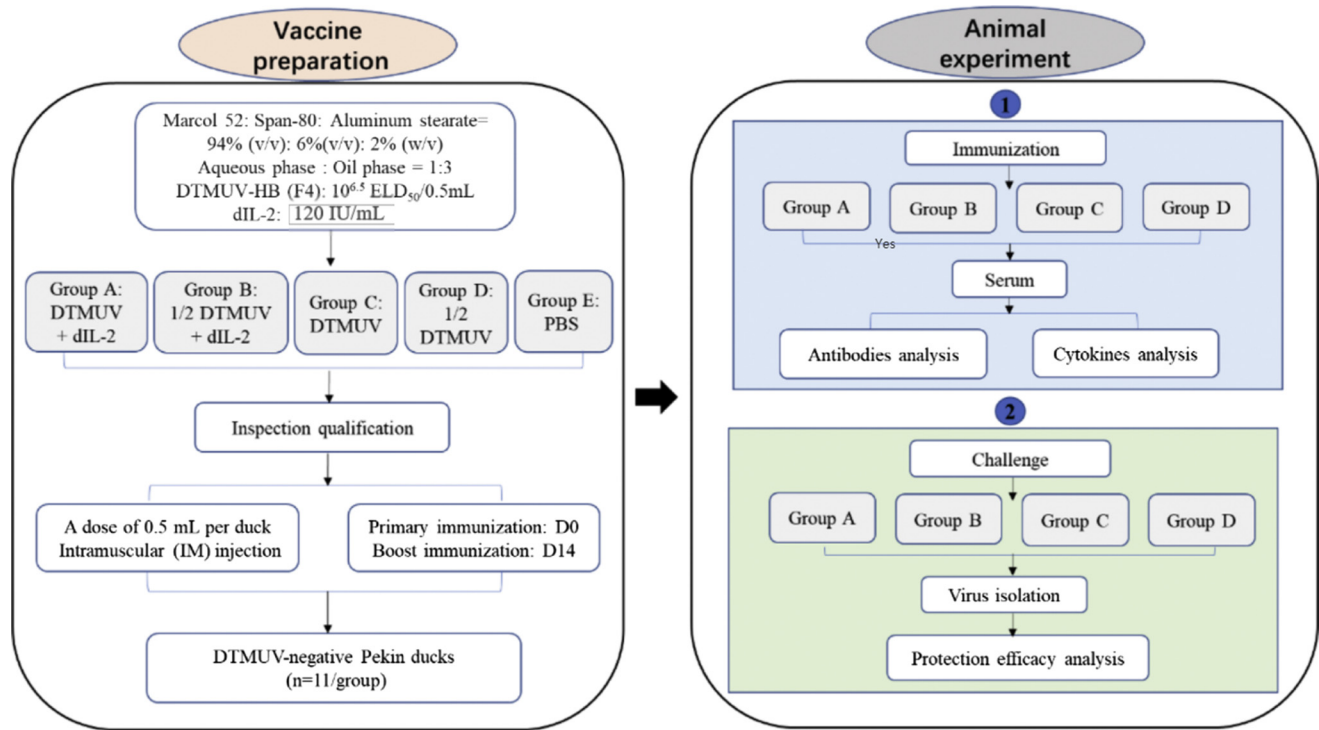 Vaccine
preparation
Marcol 52: Span-80: Aluminum stearate=
94% (v/v): 6%(v/v): 2% (w/v)
Aqueous phase : Oil phase = 1:3
DTMUV-HB (F4): 10^6.5 ELD50/0.5mL
dIL-2: 120 IU/mL
Group A:
DTMUV
+ dIL-2
Group B:
1/2 DTMUV
+ dIL-2
Group C:
DTMUV
Group D:
1/2
DTMUV
Group E:
PBS
Inspection qualification
A dose of 0.5 mL per duck
Intramuscular (IM) injection
Primary immunization: D0
Boost immunization: D14
DTMUV-negative Pekin ducks
(n=11/group)
Animal
experiment
1
Immunization
Group A
Group B
Group C
Group D
Yes
Serum
Antibodies analysis
Cytokines analysis
2
Challenge
Group A
Group B
Group C
Group D
Virus isolation
Protection efficacy analysis